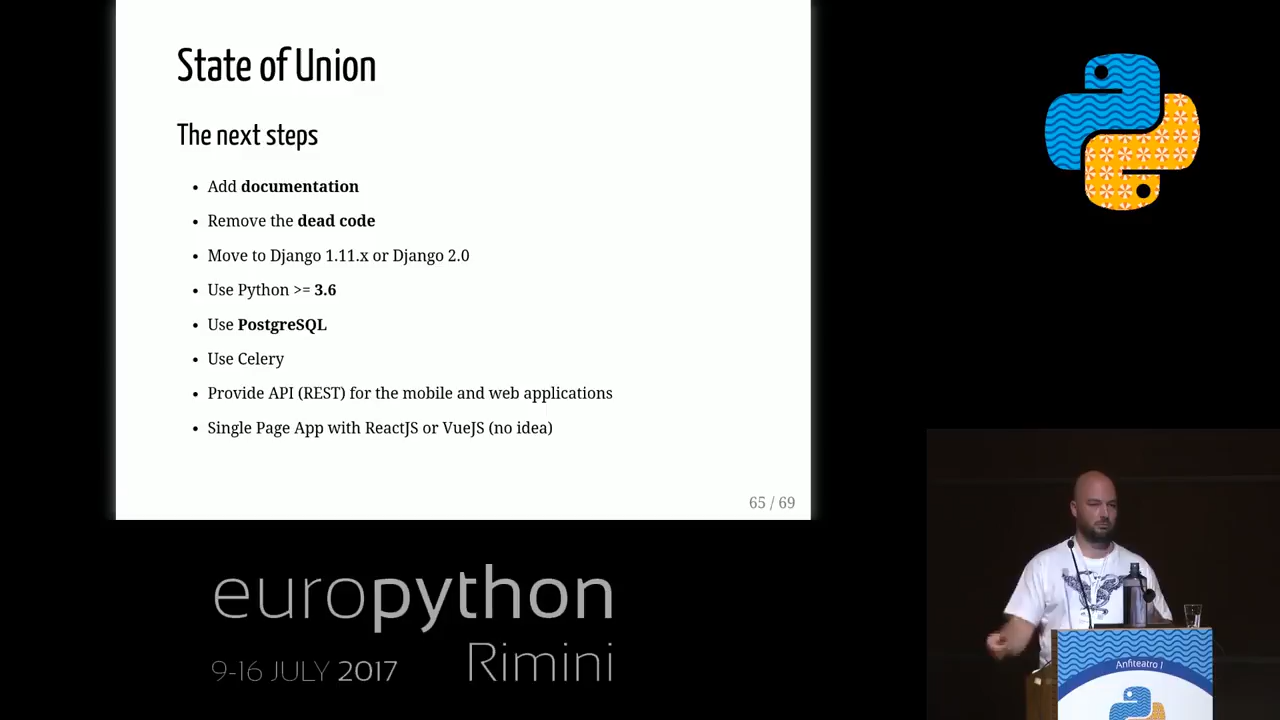 State of Union
The next steps
• Add documentation
• Remove the dead code
• Move to Django 1.11.x or Django 2.0
• Use Python >= 3.6
• Use PostgreSQL
• Use Celery
• Provide API (REST) for the mobile and web applications
• Single Page App with ReactJS or VueJS (no idea)
65 / 69
europython
9-16 JULY 2017
Rimini
Anfiteatro I